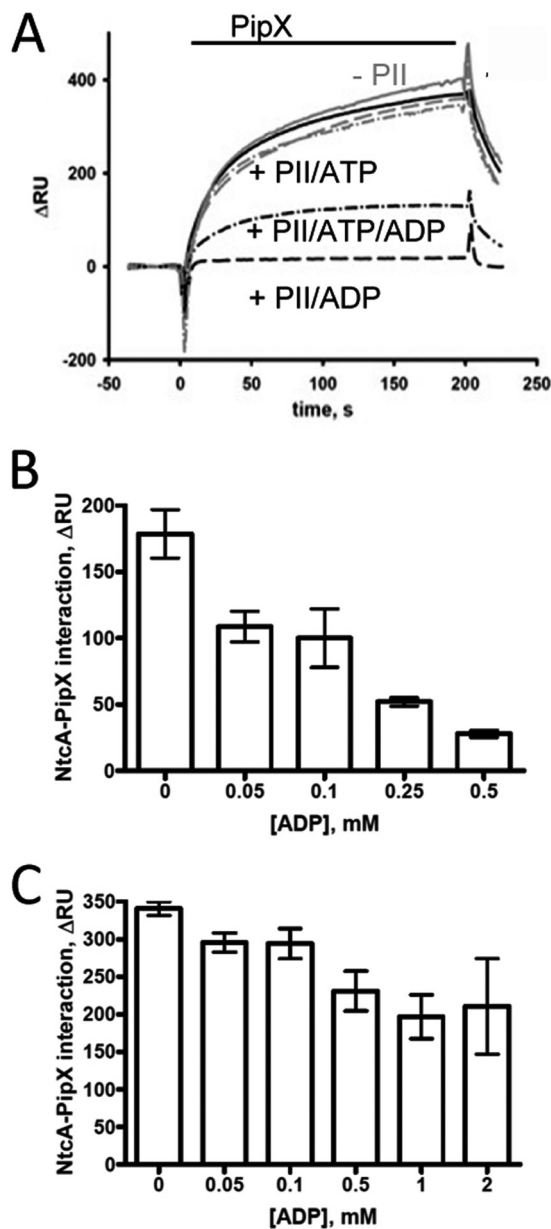 A
PipX
- PII
+ PII/ATP
+ PII/ATP/ADP
+ PII/ADP
400
200
0
-200
ΔRU
-50 0 50 100 150 200 250
time, s
B
NtcA-PipX interaction, ΔRU
200
150
100
50
0
0 0.05 0.1 0.25 0.5
[ADP], mM
C
NtcA-PipX interaction, ΔRU
350
300
250
200
150
100
50
0
0 0.05 0.1 0.5 1 2
[ADP], mM